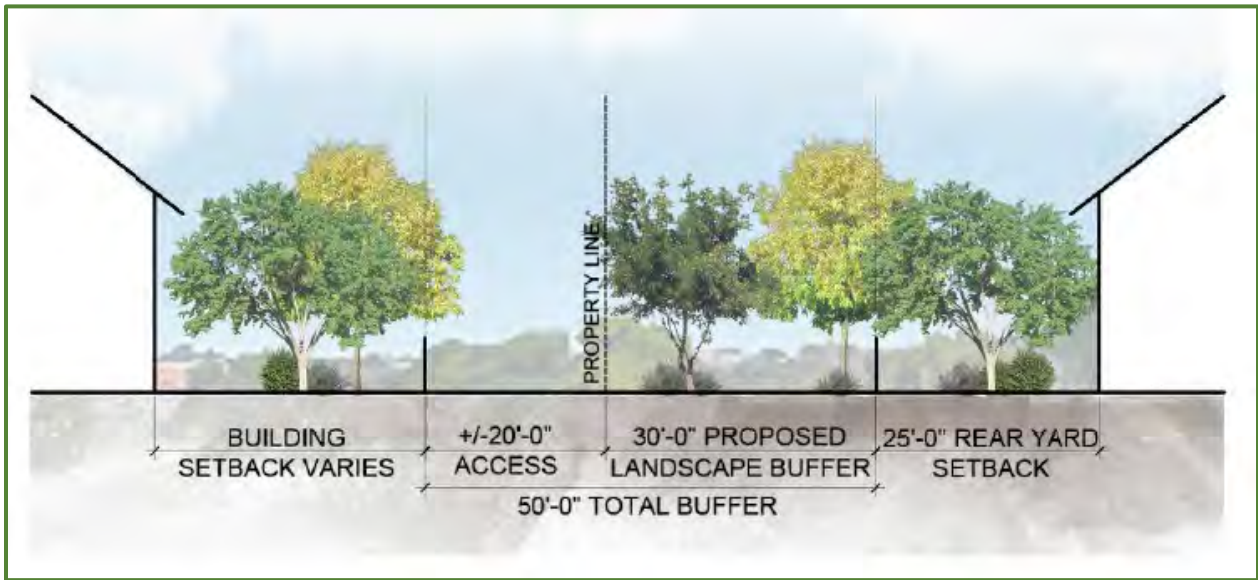 PROPERTY LINE
BUILDING
SETBACK VARIES
+/-20'-0"
ACCESS
30'-0" PROPOSED
LANDSCAPE BUFFER
25'-0" REAR YARD
SETBACK
50'-0" TOTAL BUFFER